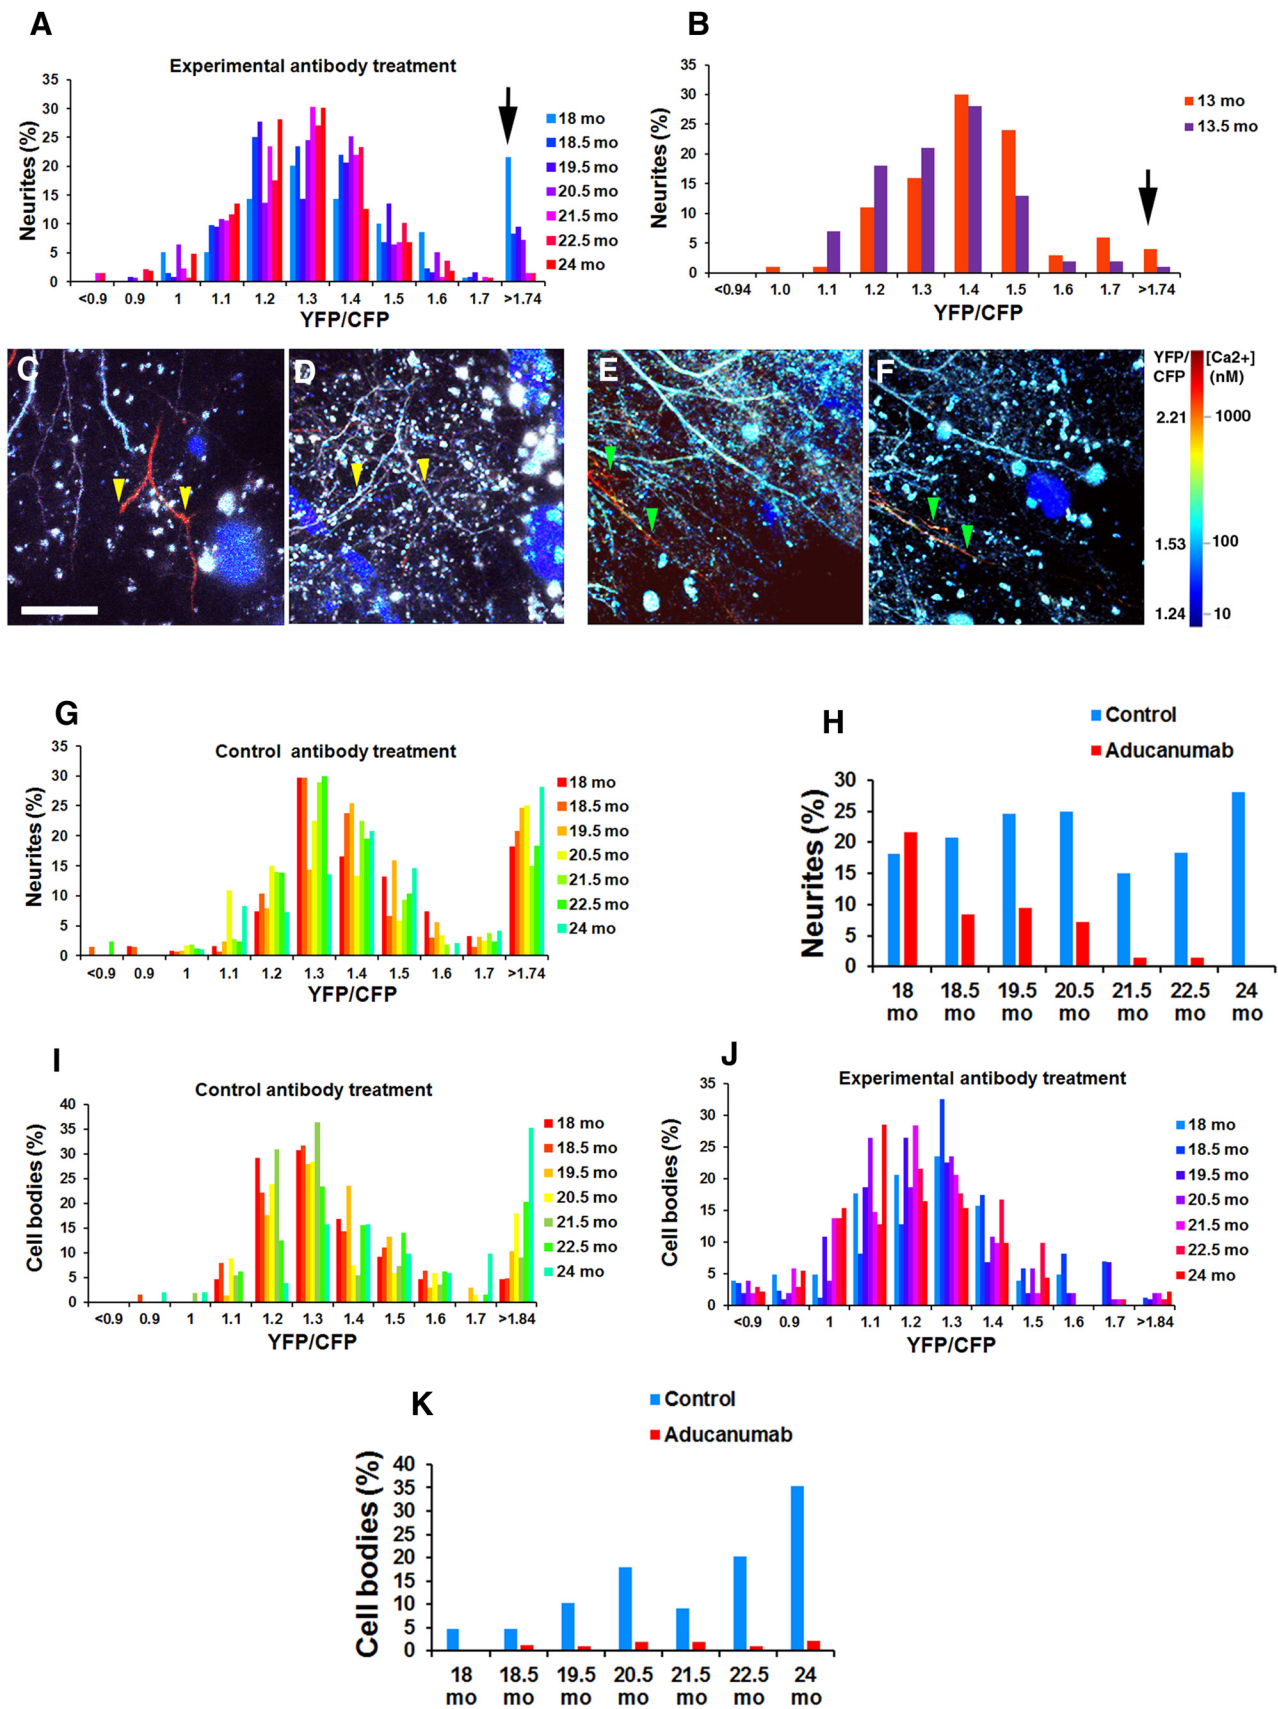 A
Experimental antibody treatment
Neurites (%)
35
30
25
20
15
10
5
0
<0.9 0.9 1 1.1 1.2 1.3 1.4 1.5 1.6 1.7 >1.74
YFP/CFP
18 mo
18.5 mo
19.5 mo
20.5 mo
21.5 mo
22.5 mo
24 mo
B
Neurites (%)
35
30
25
20
15
10
5
0
<0.94 1.0 1.1 1.2 1.3 1.4 1.5 1.6 1.7 >1.74
YFP/CFP
13 mo
13.5 mo
C
D
E
F
YFP/ [Ca2+]
CFP (nM)
2.21 1000
1.53 100
1.24 10
G
Control antibody treatment
Neurites (%)
35
30
25
20
15
10
5
0
<0.9 0.9 1 1.1 1.2 1.3 1.4 1.5 1.6 1.7 >1.74
YFP/CFP
18 mo
18.5 mo
19.5 mo
20.5 mo
21.5 mo
22.5 mo
24 mo
H
Control
Aducanumab
Neurites (%)
30
25
20
15
10
5
0
18 18.5 19.5 20.5 21.5 22.5 24
mo mo mo mo mo mo mo
I
Control antibody treatment
Cell bodies (%)
40
35
30
25
20
15
10
5
0
<0.9 0.9 1 1.1 1.2 1.3 1.4 1.5 1.6 1.7 >1.84
YFP/CFP
18 mo
18.5 mo
19.5 mo
20.5 mo
21.5 mo
22.5 mo
24 mo
J
Experimental antibody treatment
Cell bodies (%)
35
30
25
20
15
10
5
0
<0.9 0.9 1 1.1 1.2 1.3 1.4 1.5 1.6 1.7 >1.84
YFP/CFP
18 mo
18.5 mo
19.5 mo
20.5 mo
21.5 mo
22.5 mo
24 mo
K
Control
Aducanumab
Cell bodies (%)
40
35
30
25
20
15
10
5
0
18 18.5 19.5 20.5 21.5 22.5 24
mo mo mo mo mo mo mo